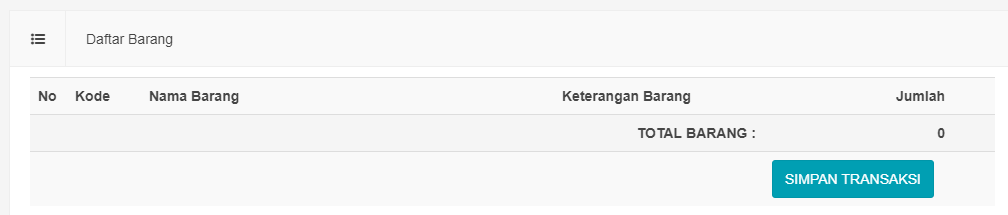 Daftar Barang
No Kode Nama Barang Keterangan Barang Jumlah
TOTAL BARANG : 0
SIMPAN TRANSAKSI